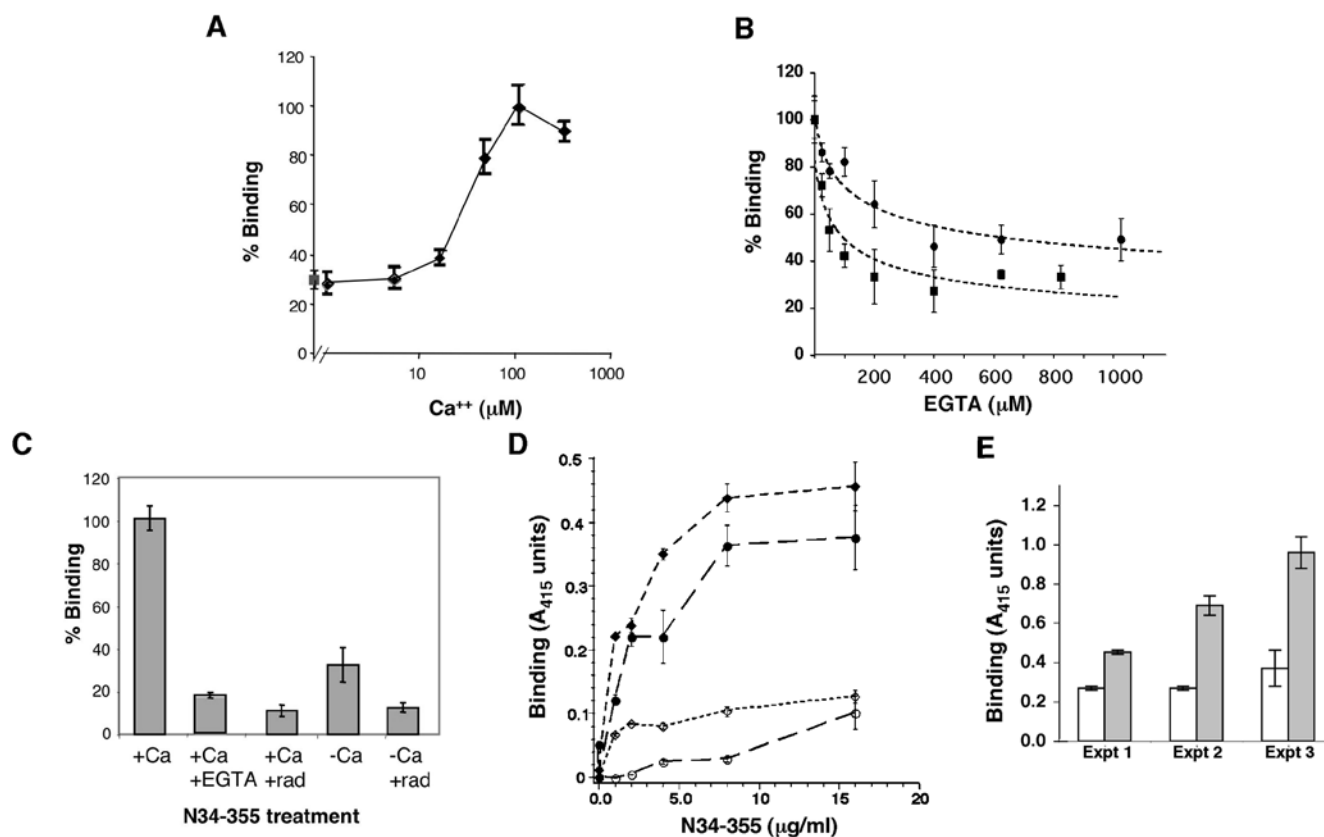 A
120
100
80
60
40
20
0
% Binding
10
100
1000
Ca⁺⁺ (μM)
B
120
100
80
60
40
20
0
% Binding
200
400
600
800
1000
EGTA (μM)
C
120
100
80
60
40
20
0
% Binding
+Ca
+Ca
+EGTA
+Ca
+rad
-Ca
-Ca
+rad
N34-355 treatment
D
0.5
0.4
0.3
0.2
0.1
0
Binding (A₄₁₅ units)
0.0
5.0
10
15
20
N34-355 (μg/ml)
E
1.2
1.0
0.8
0.6
0.4
0.2
0.0
Binding (A₄₁₅ units)
Expt 1
Expt 2
Expt 3